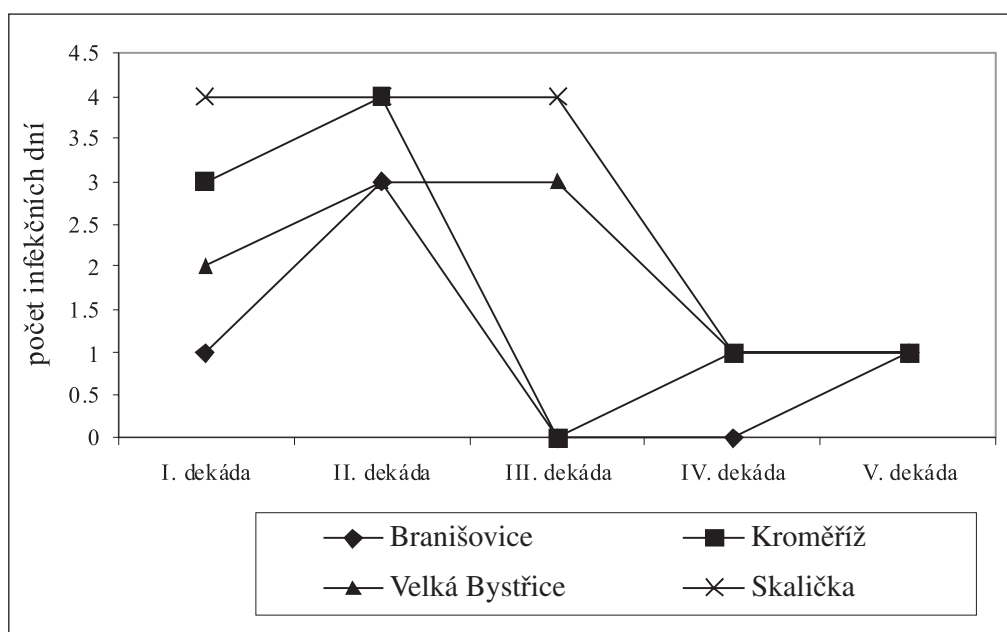 počet infekčních dní
4.5
4
3.5
3
2.5
2
1.5
1
0.5
0
I. dekáda II. dekáda III. dekáda IV. dekáda V. dekáda
Branišovice Kroměříž
Velká Bystřice Skalička